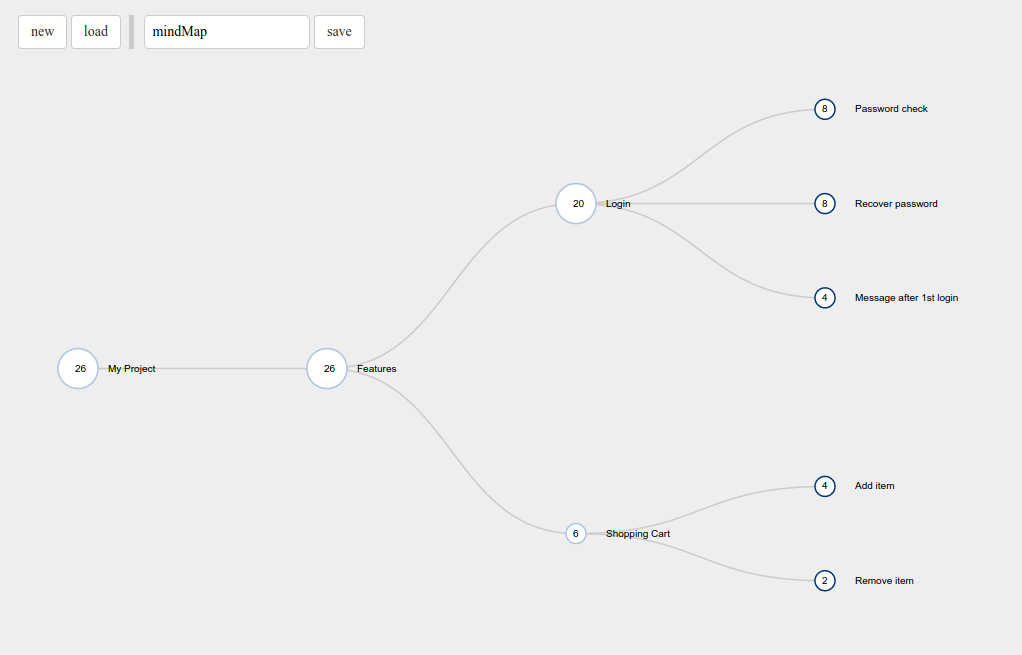 new load mindMap save
8 Password check
20 Login
8 Recover password
4 Message after 1st login
26 My Project
26 Features
4 Add item
6 Shopping Cart
2 Remove item